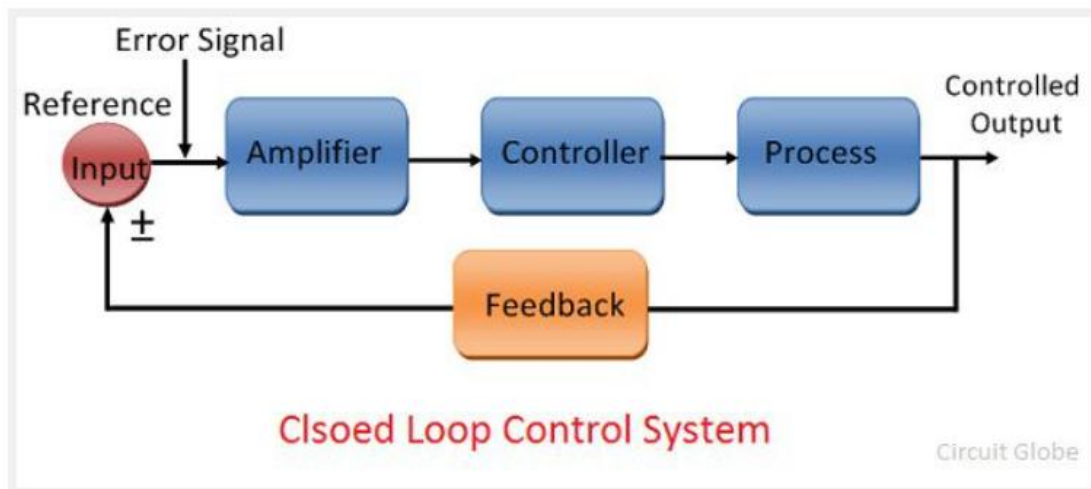 Error Signal
Reference
Input
±
Amplifier
Controller
Process
Controlled
Output
Feedback
Clsoed Loop Control System
Circuit Globe